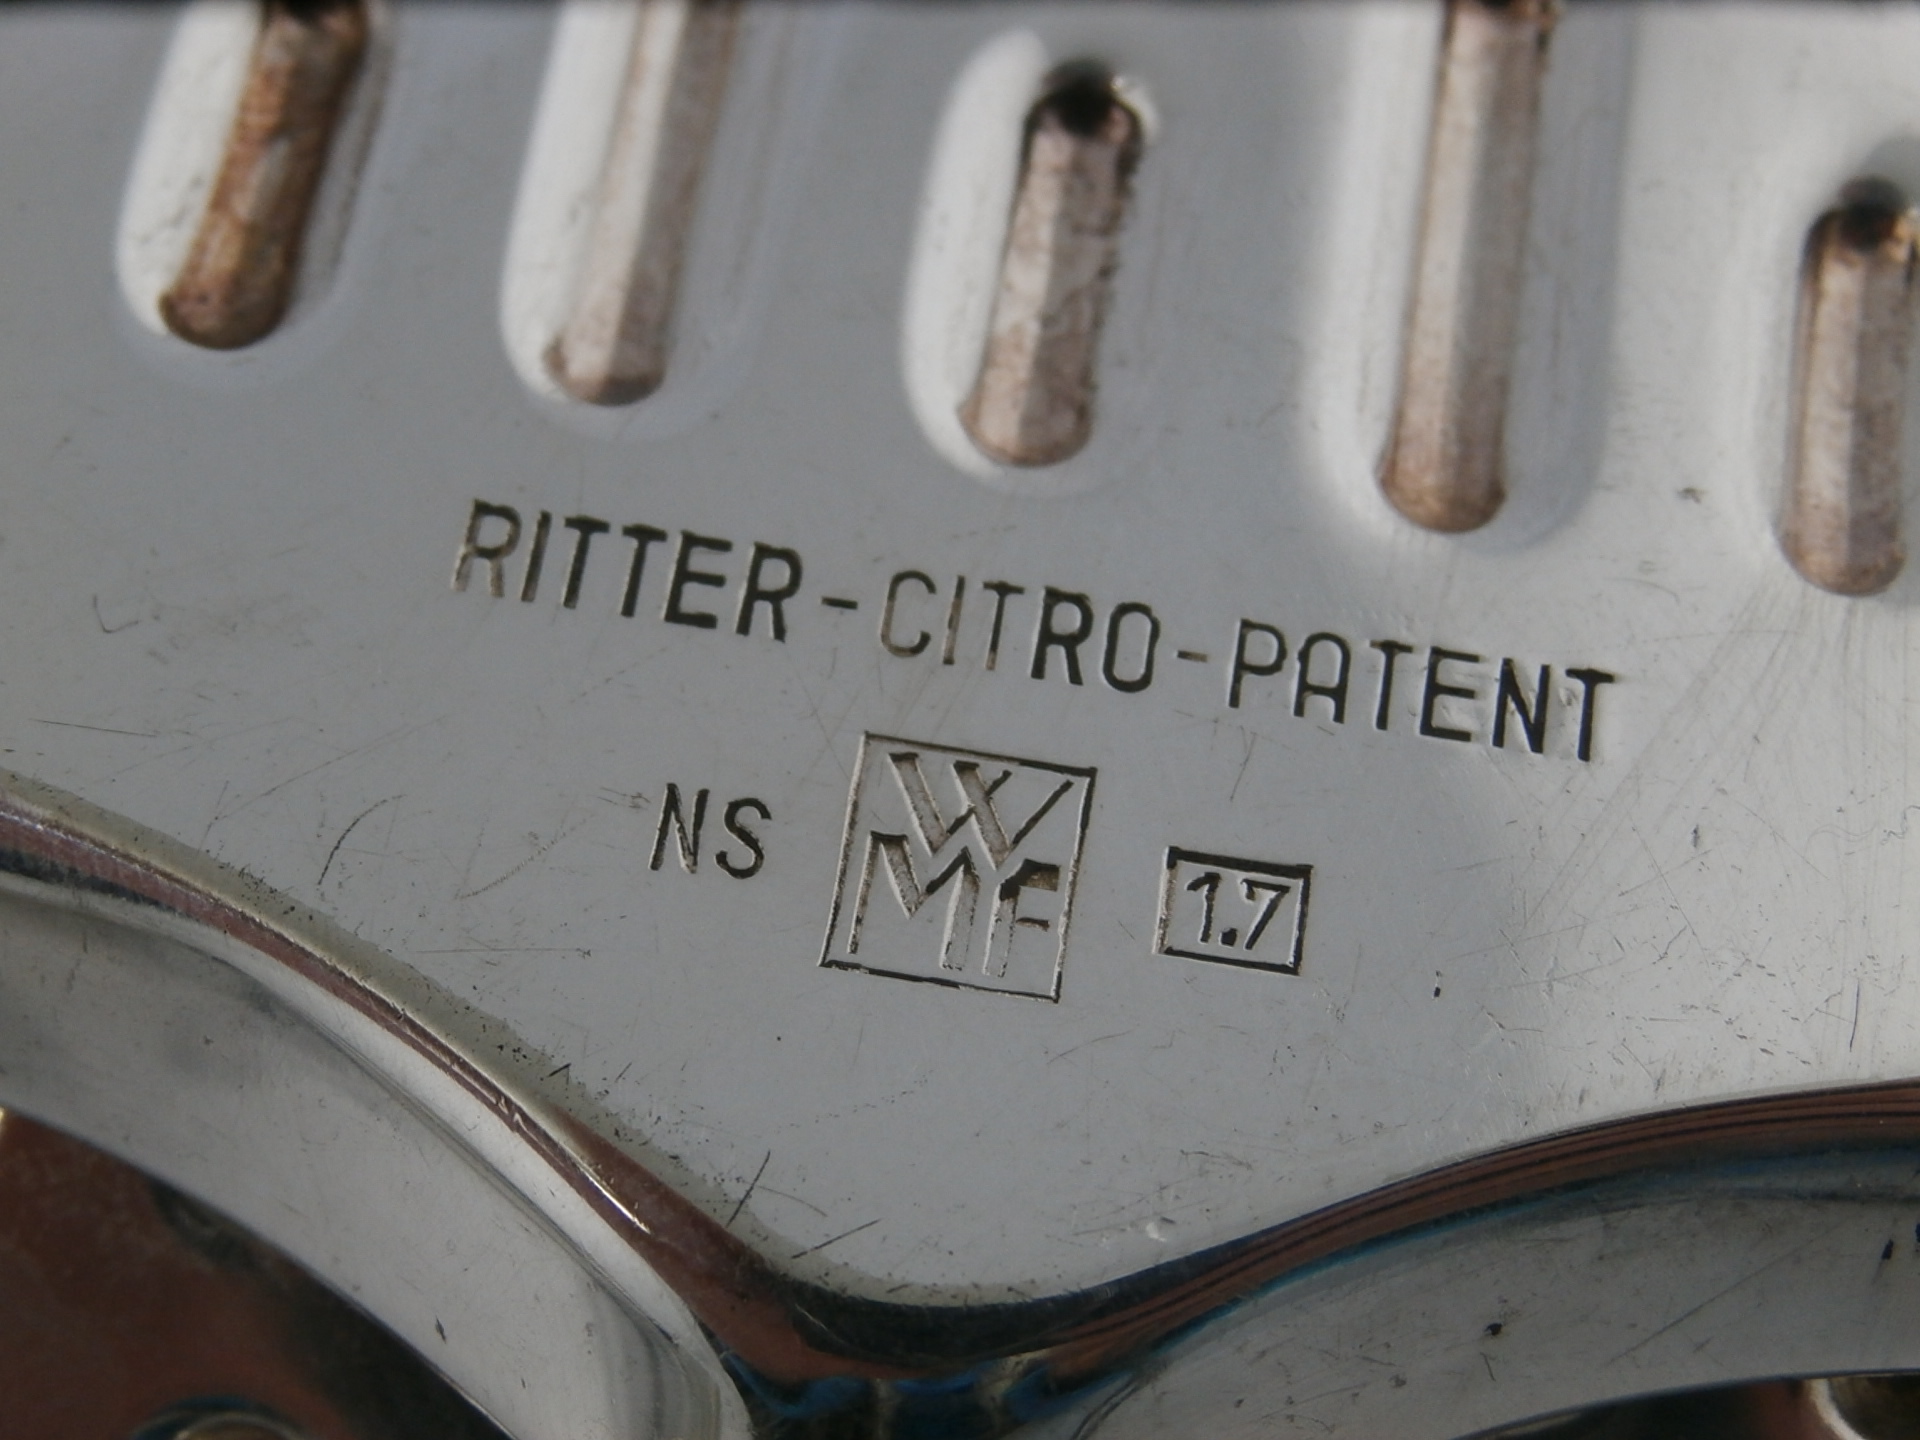 RITTER-CITRO-PATENT
NS WMF 1.7